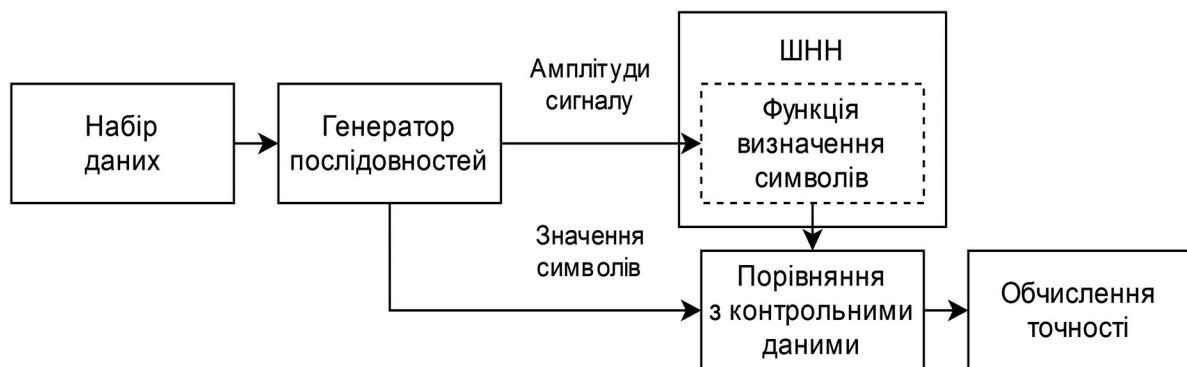 Набір
даних
Генератор
послідовностей
Амплітуди
сигналу
ШНН
Функція
визначення
символів
Значення
символів
Порівняння
з контрольними
даними
Обчислення
точності